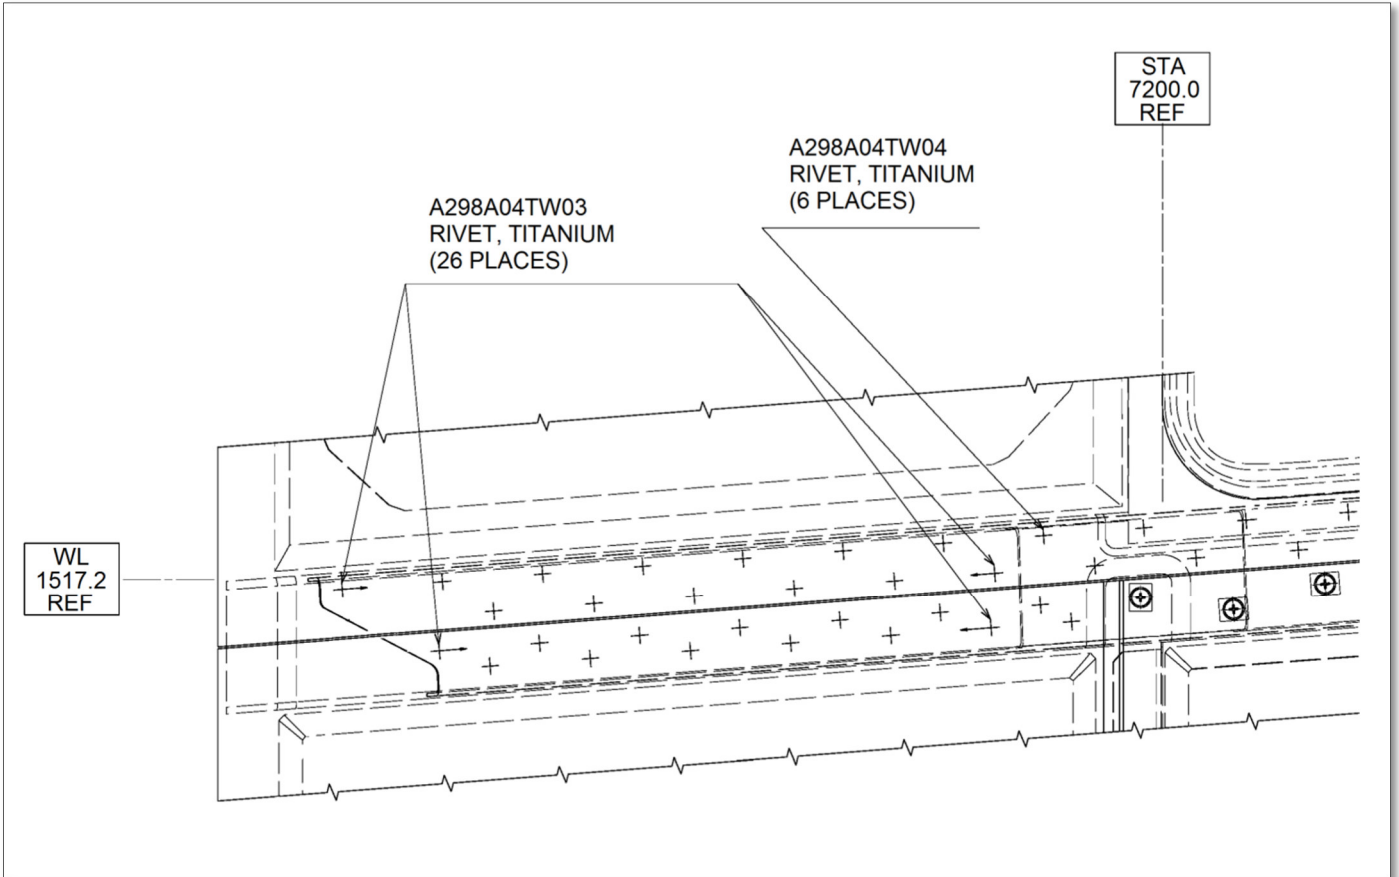 STA
7200.0
REF
A298A04TW04
RIVET, TITANIUM
(6 PLACES)
A298A04TW03
RIVET, TITANIUM
(26 PLACES)
WL
1517.2
REF